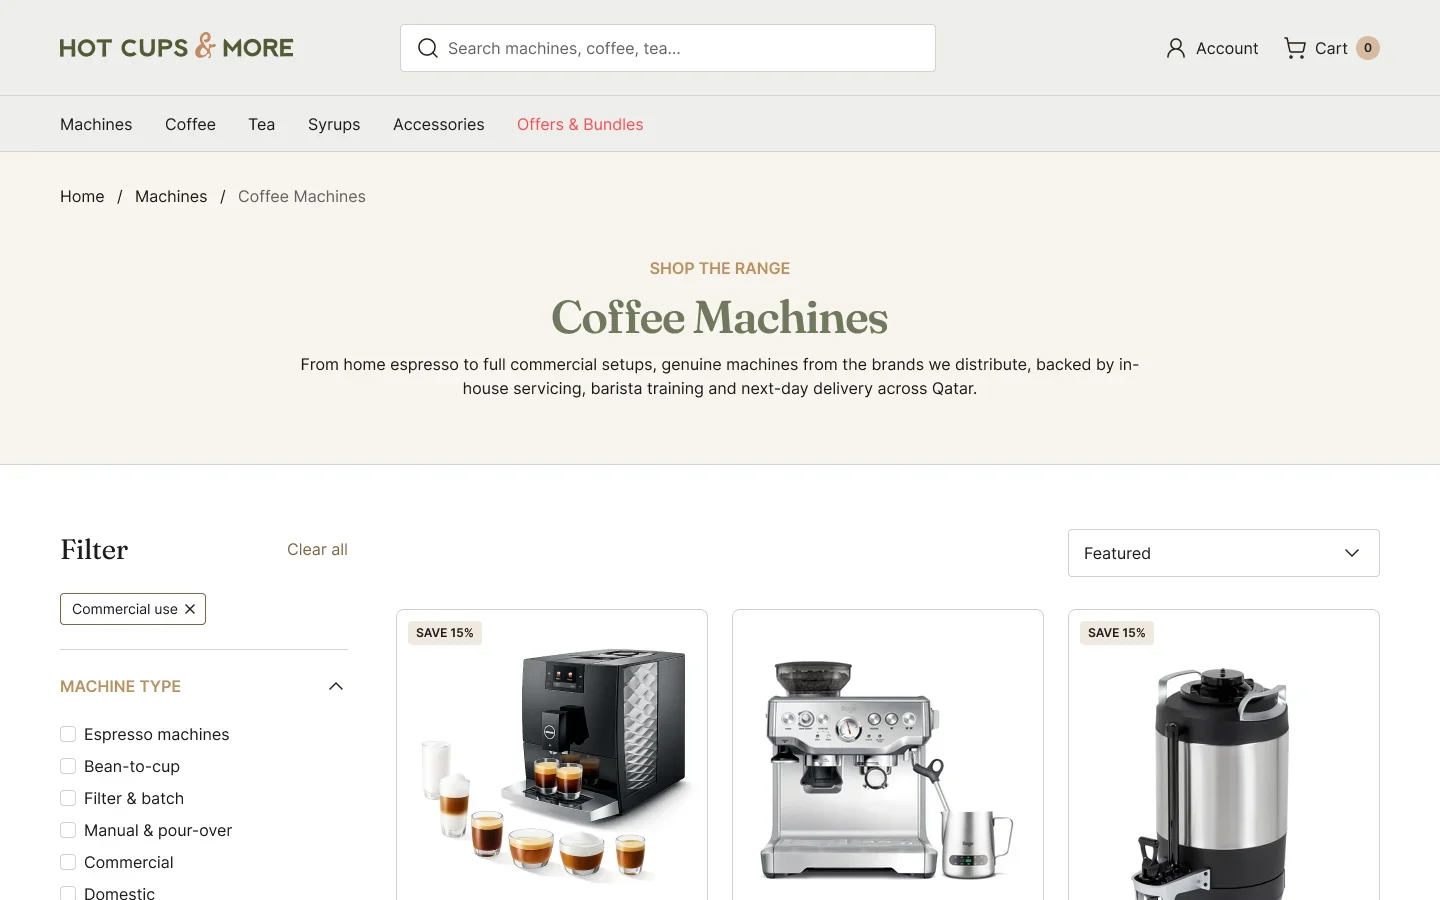 HOT CUPS & MORE
Search machines, coffee, tea...
Account
Cart 0
Machines
Coffee
Tea
Syrups
Accessories
Offers & Bundles
Home / Machines / Coffee Machines
SHOP THE RANGE
Coffee Machines
From home espresso to full commercial setups, genuine machines from the brands we distribute, backed by in-
house servicing, barista training and next-day delivery across Qatar.
Filter
Clear all
Featured
Commercial use
MACHINE TYPE
Espresso machines
Bean-to-cup
Filter & batch
Manual & pour-over
Commercial
Domestic
SAVE 15%
SAVE 15%